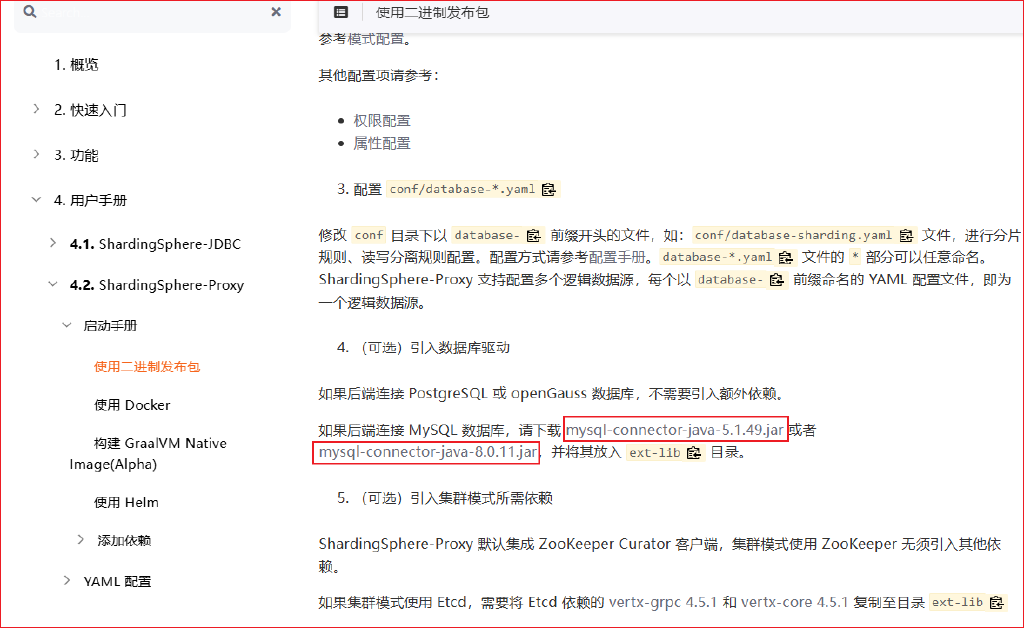 使用二进制发布包
1. 概览
2. 快速入门
3. 功能
4. 用户手册
4.1. ShardingSphere-JDBC
4.2. ShardingSphere-Proxy
启动手册
使用二进制发布包
使用 Docker
构建 GraalVM Native
Image(Alpha)
使用 Helm
添加依赖
YAML 配置
参考模式配置。
其他配置项请参考：
权限配置
属性配置
3. 配置 conf/database-*.yaml
修改 conf 目录下以 database- 前缀开头的文件，如：conf/database-sharding.yaml 文件，进行分片
规则、读写分离规则配置。配置方式请参考配置手册。database-*.yaml 文件的 * 部分可以任意命名。
ShardingSphere-Proxy 支持配置多个逻辑数据源，每个以 database- 前缀命名的 YAML 配置文件，即为
一个逻辑数据源。
4. （可选）引入数据库驱动
如果后端连接 PostgreSQL 或 openGauss 数据库，不需要引入额外依赖。
如果后端连接 MySQL 数据库，请下载 mysql-connector-java-5.1.49.jar 或者
mysql-connector-java-8.0.11.jar，并将其放入 ext-lib 目录。
5. （可选）引入集群模式所需依赖
ShardingSphere-Proxy 默认集成 ZooKeeper Curator 客户端，集群模式使用 ZooKeeper 无须引入其他依
赖。
如果集群模式使用 Etcd，需要将 Etcd 依赖的 vertx-grpc 4.5.1 和 vertx-core 4.5.1 复制至目录 ext-lib